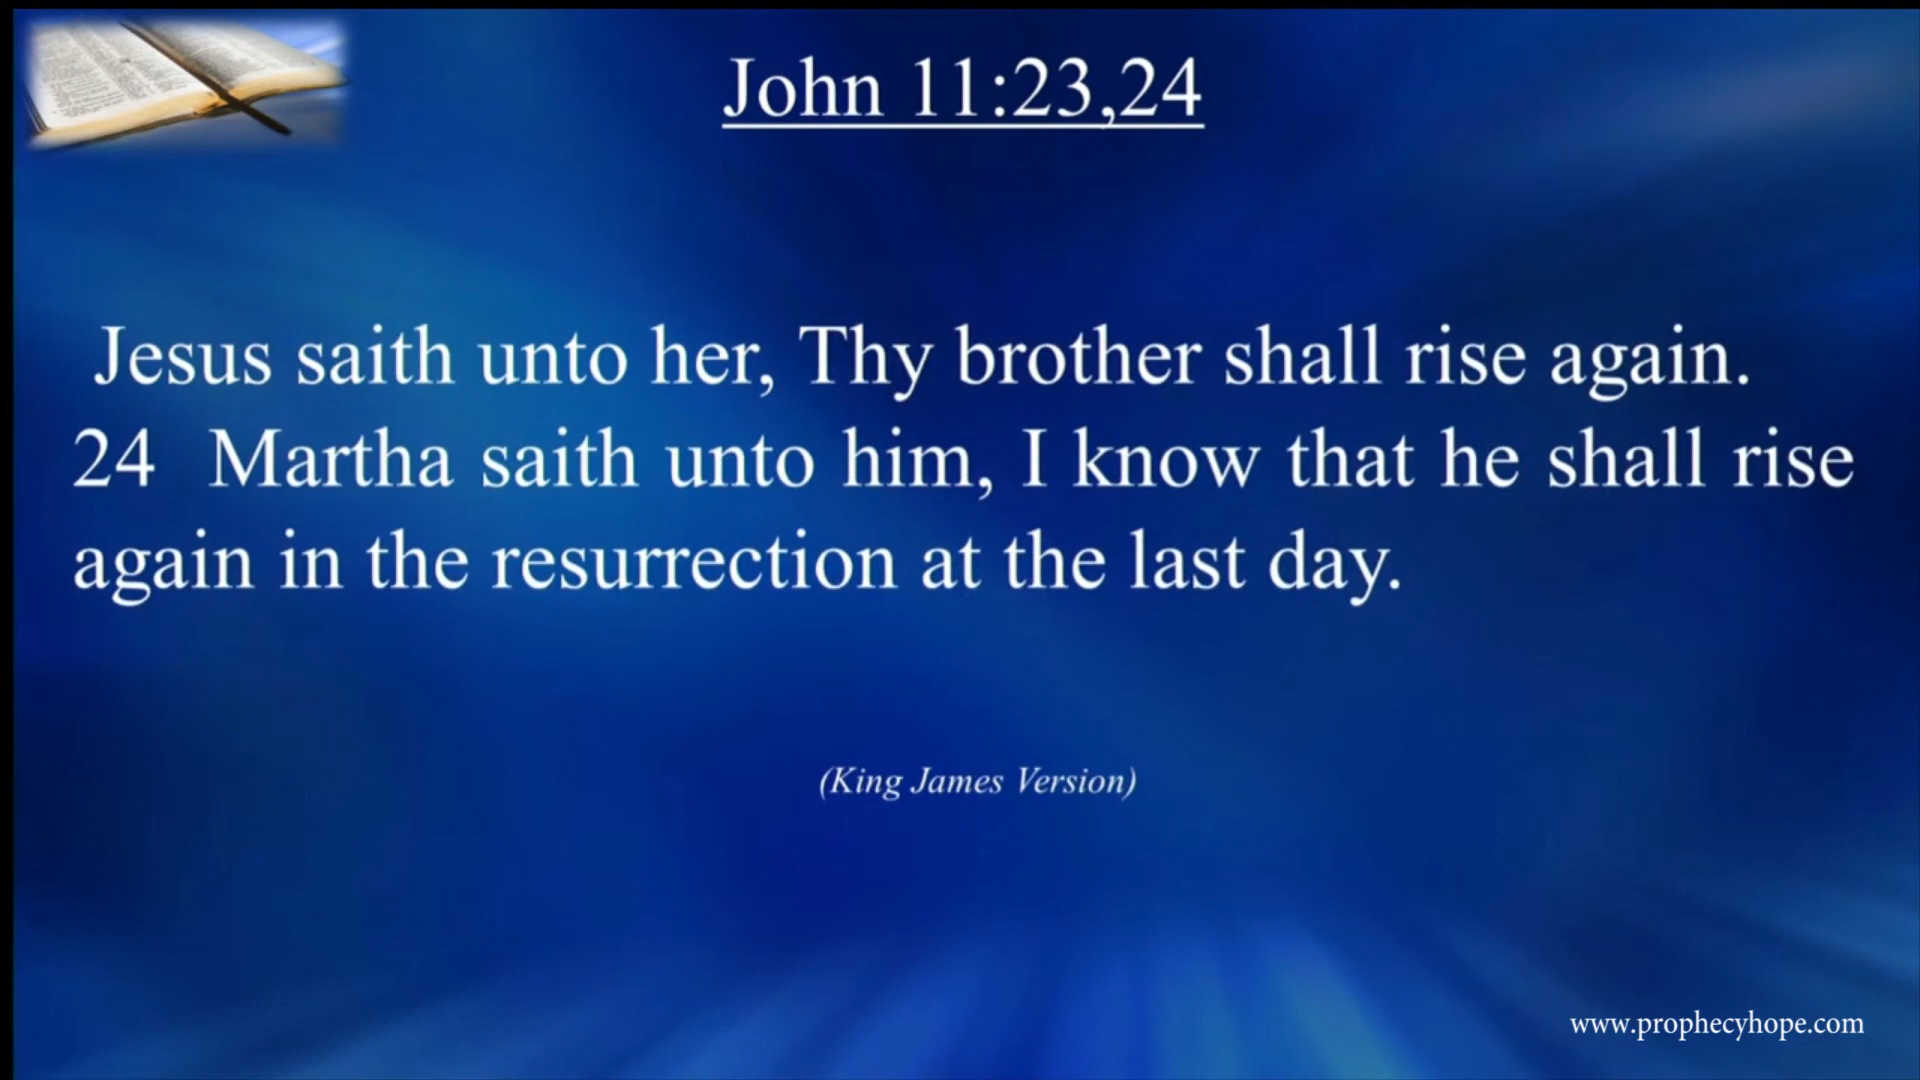 John 11:23,24
Jesus saith unto her, Thy brother shall rise again.
24 Martha saith unto him, I know that he shall rise
again in the resurrection at the last day.
(King James Version)
www.prophecyhope.com